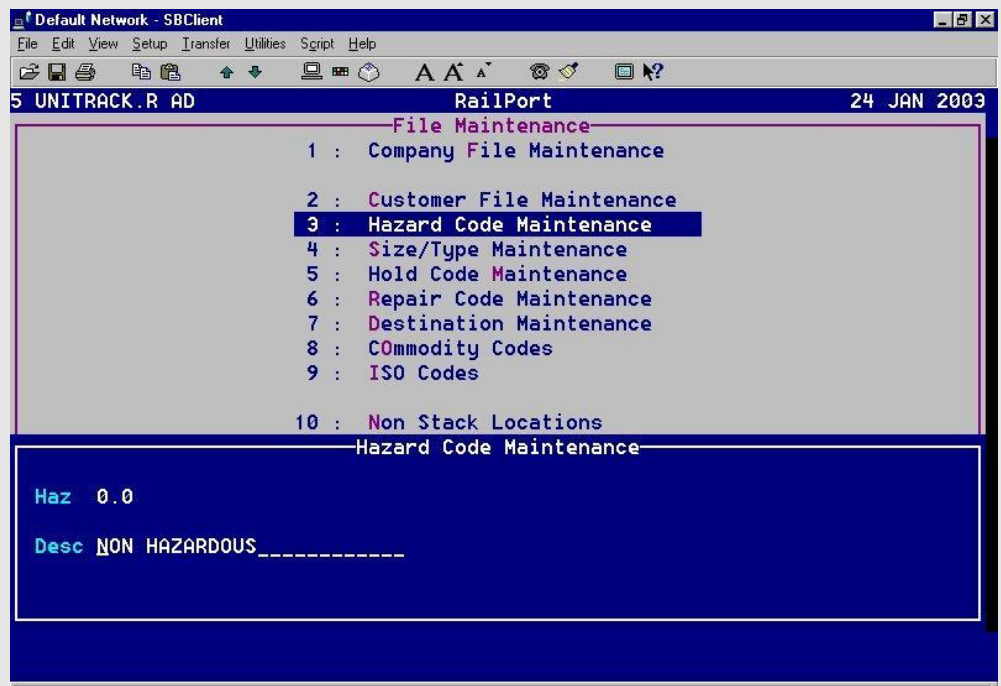 Default Network - SBClient
File Edit View Setup Transfer Utilities Script Help
A A A
5 UNITRACK.R AD RailPort 24 JAN 2003
File Maintenance
1 : Company File Maintenance
2 : Customer File Maintenance
3 : Hazard Code Maintenance
4 : Size/Type Maintenance
5 : Hold Code Maintenance
6 : Repair Code Maintenance
7 : Destination Maintenance
8 : COmmodity Codes
9 : ISO Codes
10 : Non Stack Locations
Hazard Code Maintenance
Haz 0.0
Desc NON HAZARDOUS____________